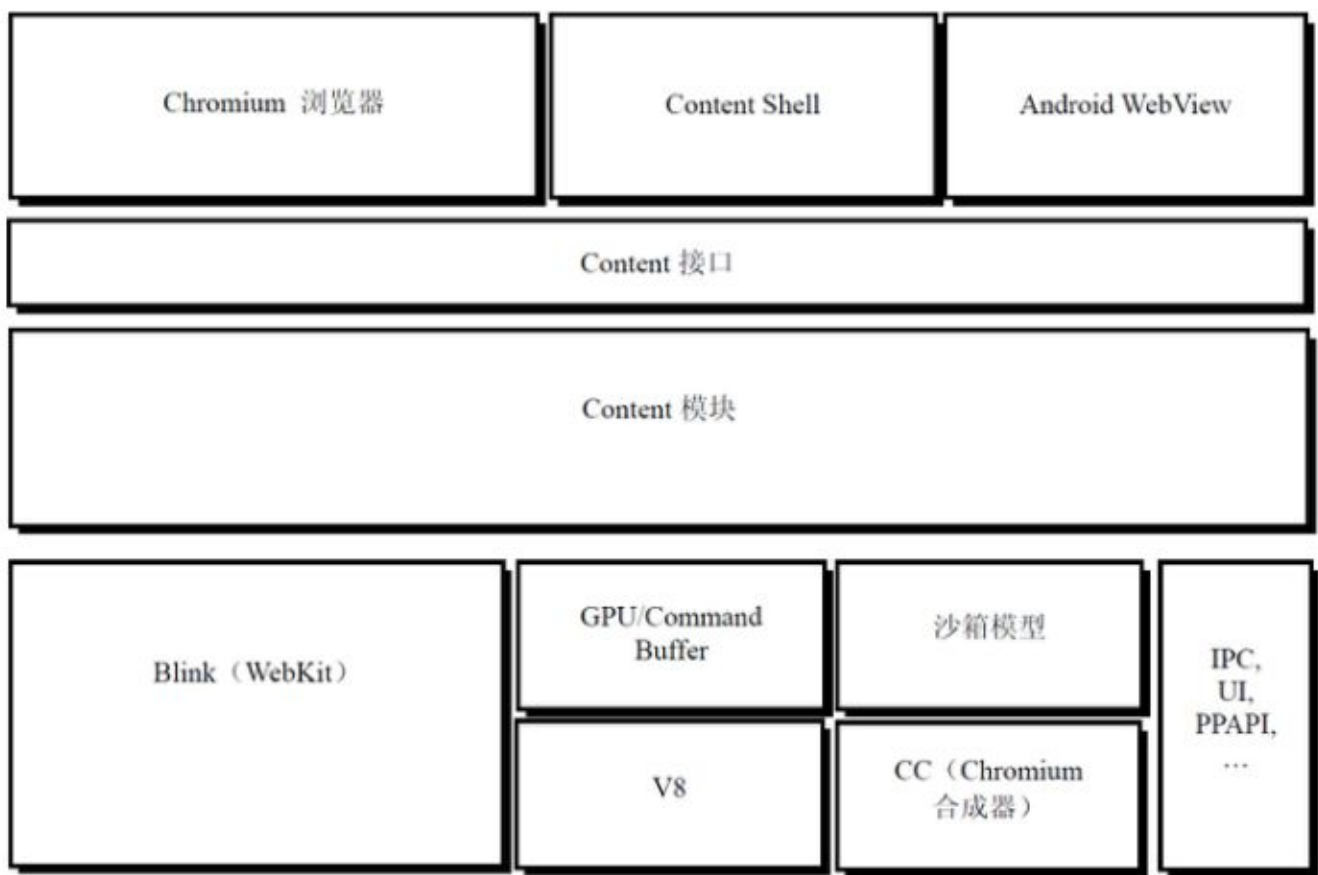 Chromium 浏览器
Content Shell
Android WebView
Content 接口
Content 模块
Blink（WebKit）
GPU/Command
Buffer
沙箱模型
IPC,
UI,
PPAPI,
…
V8
CC（Chromium
合成器）